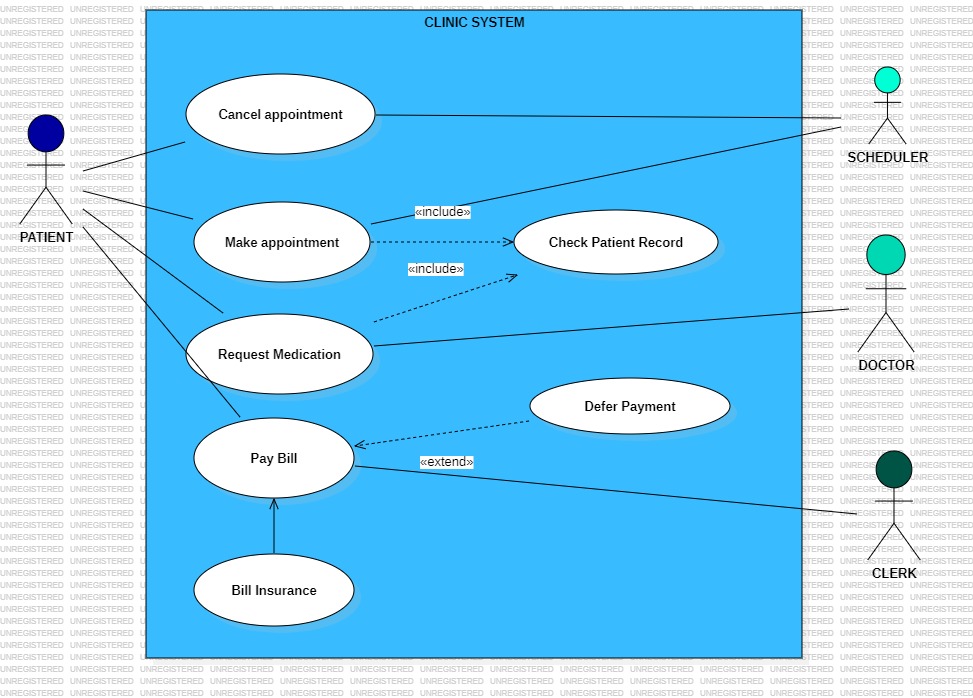 CLINIC SYSTEM
Cancel appointment
SCHEDULER
PATIENT
«include»
Make appointment
Check Patient Record
«include»
Request Medication
DOCTOR
Defer Payment
Pay Bill
«extend»
CLERK
Bill Insurance
UNREGISTERED